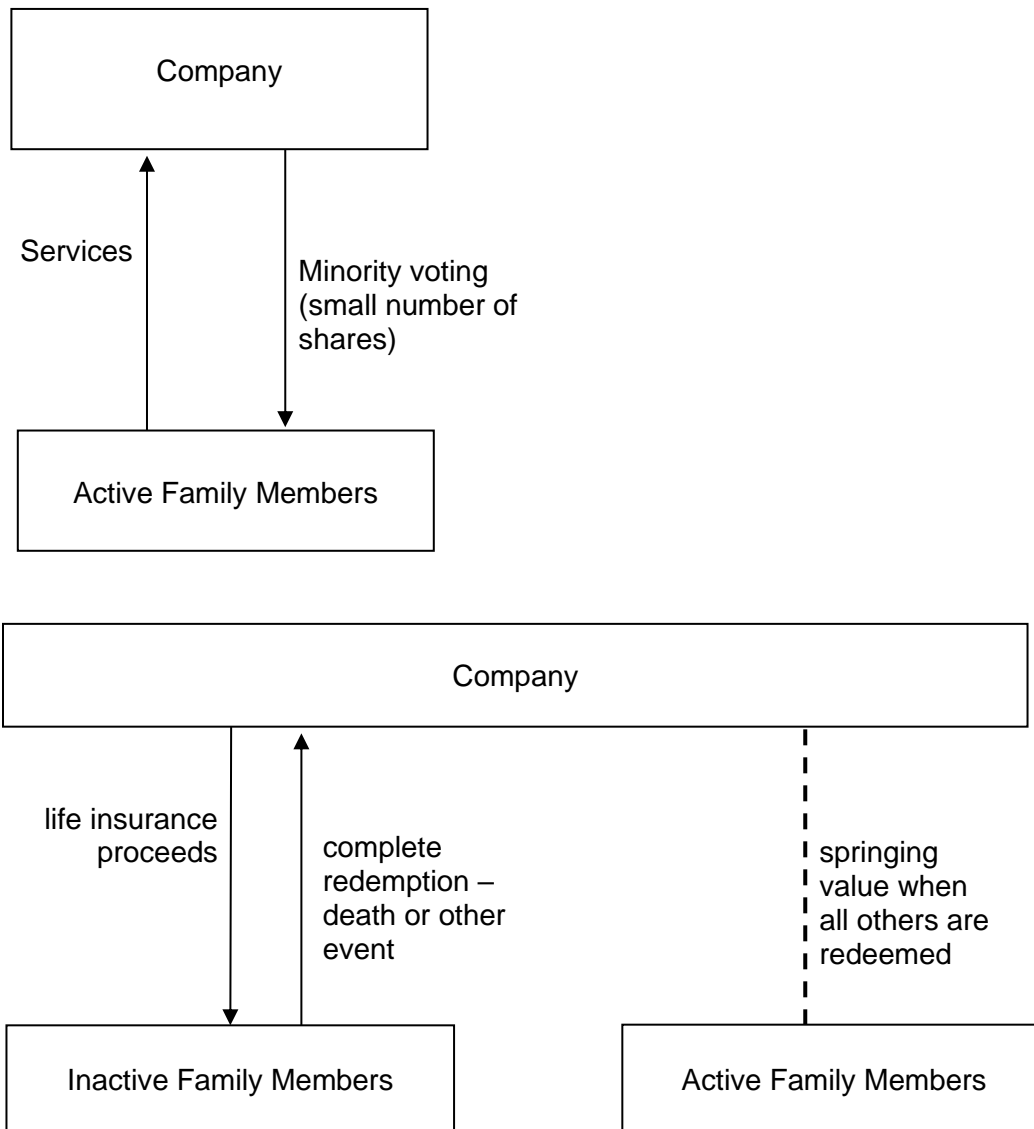 Company
Services
Minority voting
(small number of
shares)
Active Family Members
Company
life insurance
proceeds
complete
redemption –
death or other
event
springing
value when
all others are
redeemed
Inactive Family Members
Active Family Members